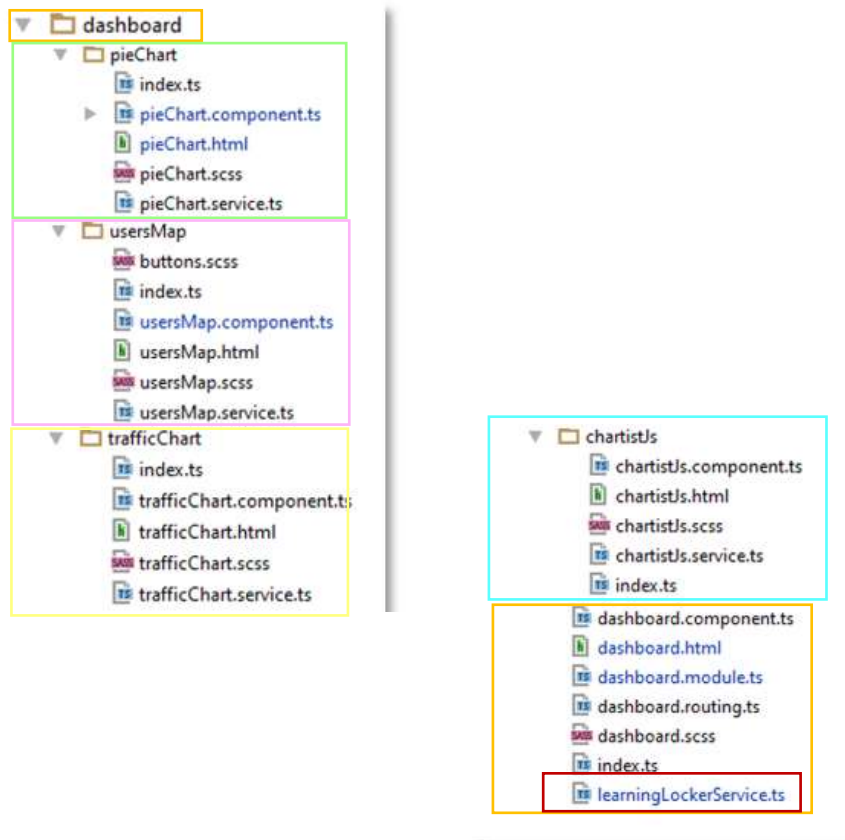 dashboard
pieChart
index.ts
pieChart.component.ts
pieChart.html
pieChart.scss
pieChart.service.ts
usersMap
buttons.scss
index.ts
usersMap.component.ts
usersMap.html
usersMap.scss
usersMap.service.ts
trafficChart
index.ts
trafficChart.component.ts
trafficChart.html
trafficChart.scss
trafficChart.service.ts
chartistJs
chartistJs.component.ts
chartistJs.html
chartistJs.scss
chartistJs.service.ts
index.ts
dashboard.component.ts
dashboard.html
dashboard.module.ts
dashboard.routing.ts
dashboard.scss
index.ts
learningLockerService.ts